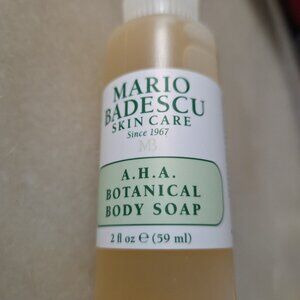 MARIO
BADESCU
SKIN CARE
Since 1967
MB
A.H.A.
BOTANICAL
BODY SOAP
2 fl oz ℮ (59 ml)